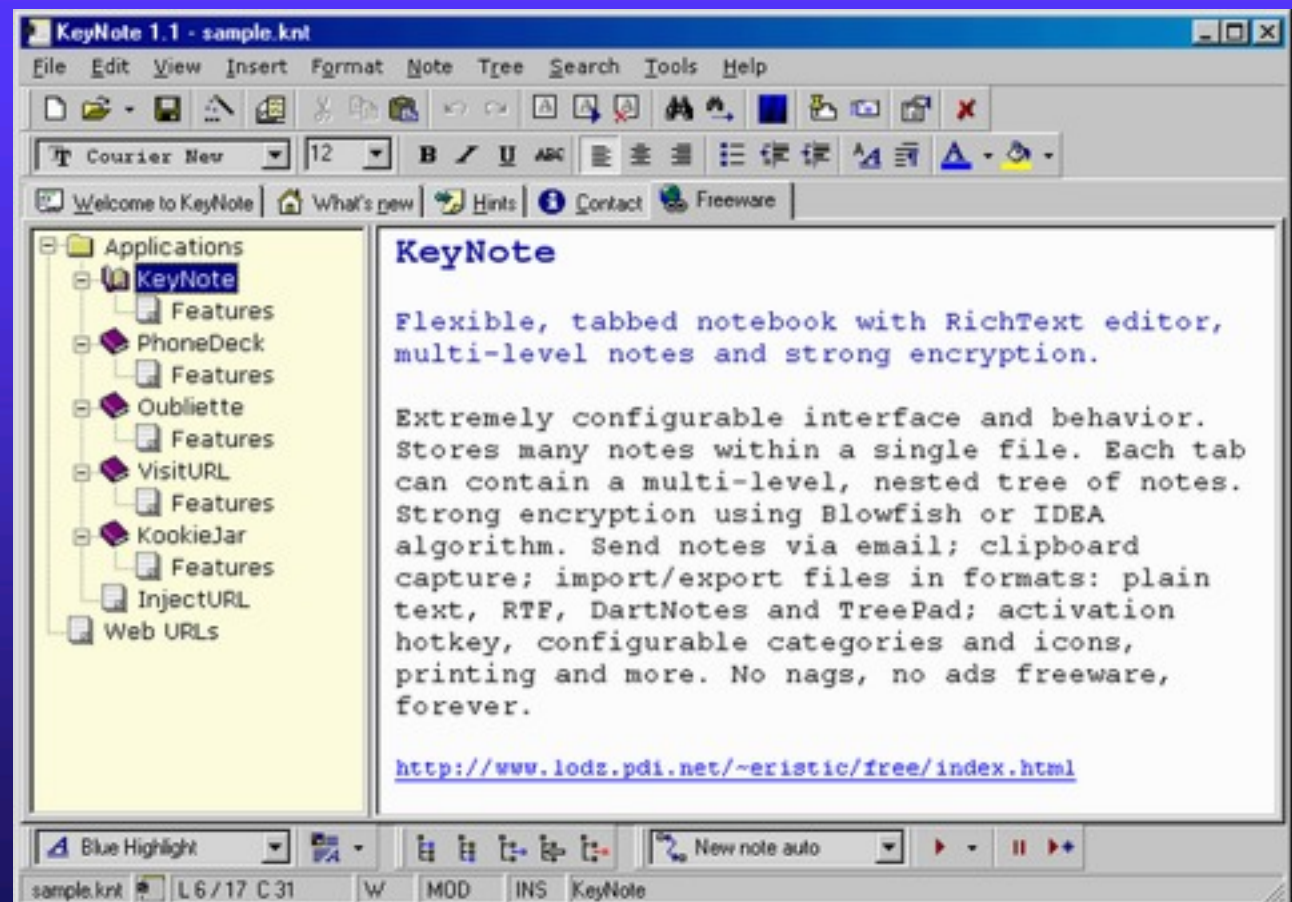 KeyNote 1.1 - sample.knt
File Edit View Insert Format Note Tree Search Tools Help
Courier New 12 B I U ABC
Welcome to KeyNote What's new Hints Contact Freeware
Applications
KeyNote
Features
PhoneDeck
Features
Oubliette
Features
VisitURL
Features
KookieJar
Features
InjectURL
Web URLs
KeyNote
Flexible, tabbed notebook with RichText editor,
multi-level notes and strong encryption.
Extremely configurable interface and behavior.
Stores many notes within a single file. Each tab
can contain a multi-level, nested tree of notes.
Strong encryption using Blowfish or IDEA
algorithm. Send notes via email; clipboard
capture; import/export files in formats: plain
text, RTF, DartNotes and TreePad; activation
hotkey, configurable categories and icons,
printing and more. No nags, no ads freeware,
forever.
http://www.lodz.pdi.net/~eristic/free/index.html
Blue Highlight New note auto
sample.knt L 6 / 17 C 31 W MOD INS KeyNote